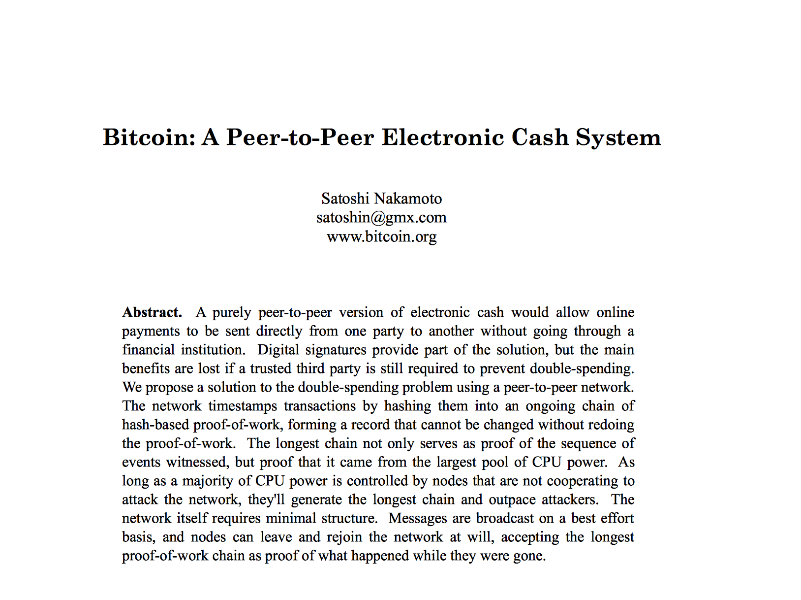 Bitcoin: A Peer-to-Peer Electronic Cash System
Satoshi Nakamoto
satoshin@gmx.com
www.bitcoin.org
Abstract. A purely peer-to-peer version of electronic cash would allow online
payments to be sent directly from one party to another without going through a
financial institution. Digital signatures provide part of the solution, but the main
benefits are lost if a trusted third party is still required to prevent double-spending.
We propose a solution to the double-spending problem using a peer-to-peer network.
The network timestamps transactions by hashing them into an ongoing chain of
hash-based proof-of-work, forming a record that cannot be changed without redoing
the proof-of-work. The longest chain not only serves as proof of the sequence of
events witnessed, but proof that it came from the largest pool of CPU power. As
long as a majority of CPU power is controlled by nodes that are not cooperating to
attack the network, they'll generate the longest chain and outpace attackers. The
network itself requires minimal structure. Messages are broadcast on a best effort
basis, and nodes can leave and rejoin the network at will, accepting the longest
proof-of-work chain as proof of what happened while they were gone.